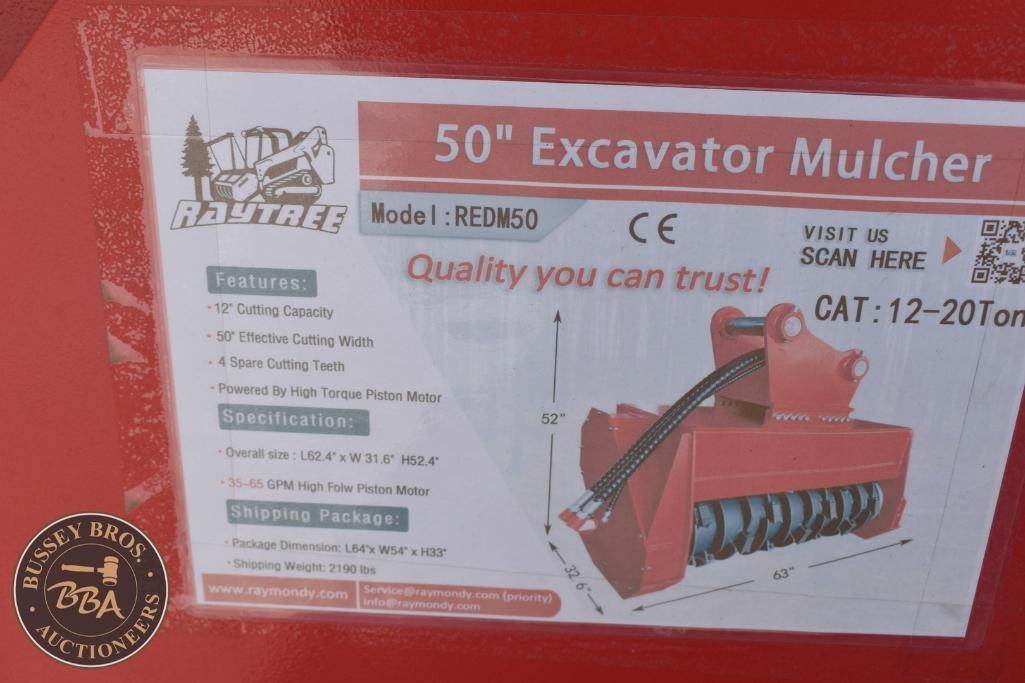 50" Excavator Mulcher
RAYTREE
Model:REDM50
CE
VISIT US
SCAN HERE
Quality you can trust!
CAT:12-20Ton
Features:
· 12" Cutting Capacity
· 50" Effective Cutting Width
· 4 Spare Cutting Teeth
· Powered By High Torque Piston Motor
Specification:
· Overall size : L62.4" x W 31.6" H52.4"
· 35-65 GPM High Folw Piston Motor
Shipping Package:
· Package Dimension: L64"x W54" x H33"
· Shipping Weight: 2190 lbs
www.raymondy.com
Service@raymondy.com (priority)
info@raymondy.com
52"
32.6"
63"
BUSSEY BROS.
BBA
AUCTIONEERS